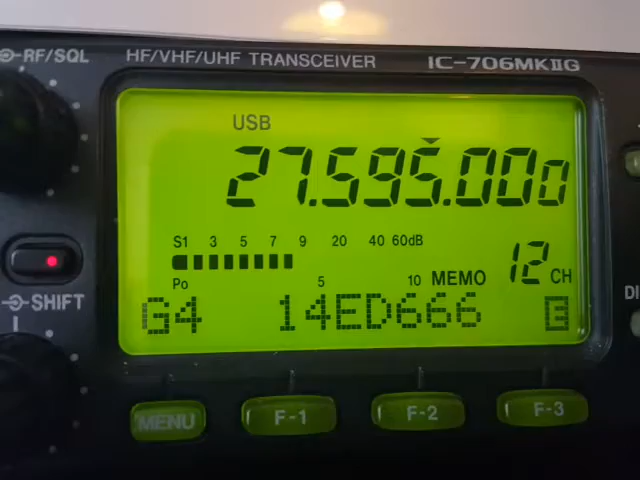 RF/SQL HF/VHF/UHF TRANSCEIVER IC-706MKIIG
USB
27.595.000
S1 3 5 7 9 20 40 60dB
Po 5 10 MEMO 12 CH
SHIFT
G4 14ED666 E
MENU F-1 F-2 F-3